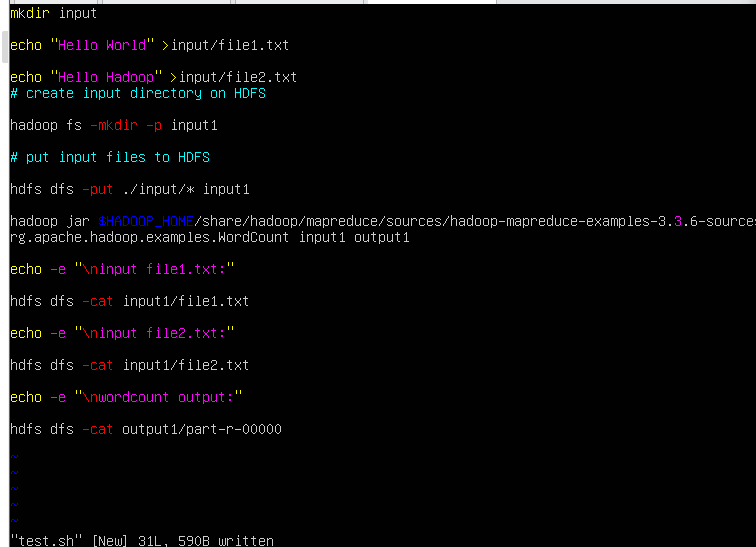 mkdir input
echo "Hello World" >input/file1.txt
echo "Hello Hadoop" >input/file2.txt
# create input directory on HDFS
hadoop fs -mkdir -p input1
# put input files to HDFS
hdfs dfs -put ./input/* input1
hadoop jar $HADOOP_HOME/share/hadoop/mapreduce/sources/hadoop-mapreduce-examples-3.3.6-sources
rg.apache.hadoop.examples.WordCount input1 output1
echo -e "\ninput file1.txt:"
hdfs dfs -cat input1/file1.txt
echo -e "\ninput file2.txt:"
hdfs dfs -cat input1/file2.txt
echo -e "\nwordcount output:"
hdfs dfs -cat output1/part-r-00000
~
~
~
~
~
"test.sh" [New] 31L, 590B written